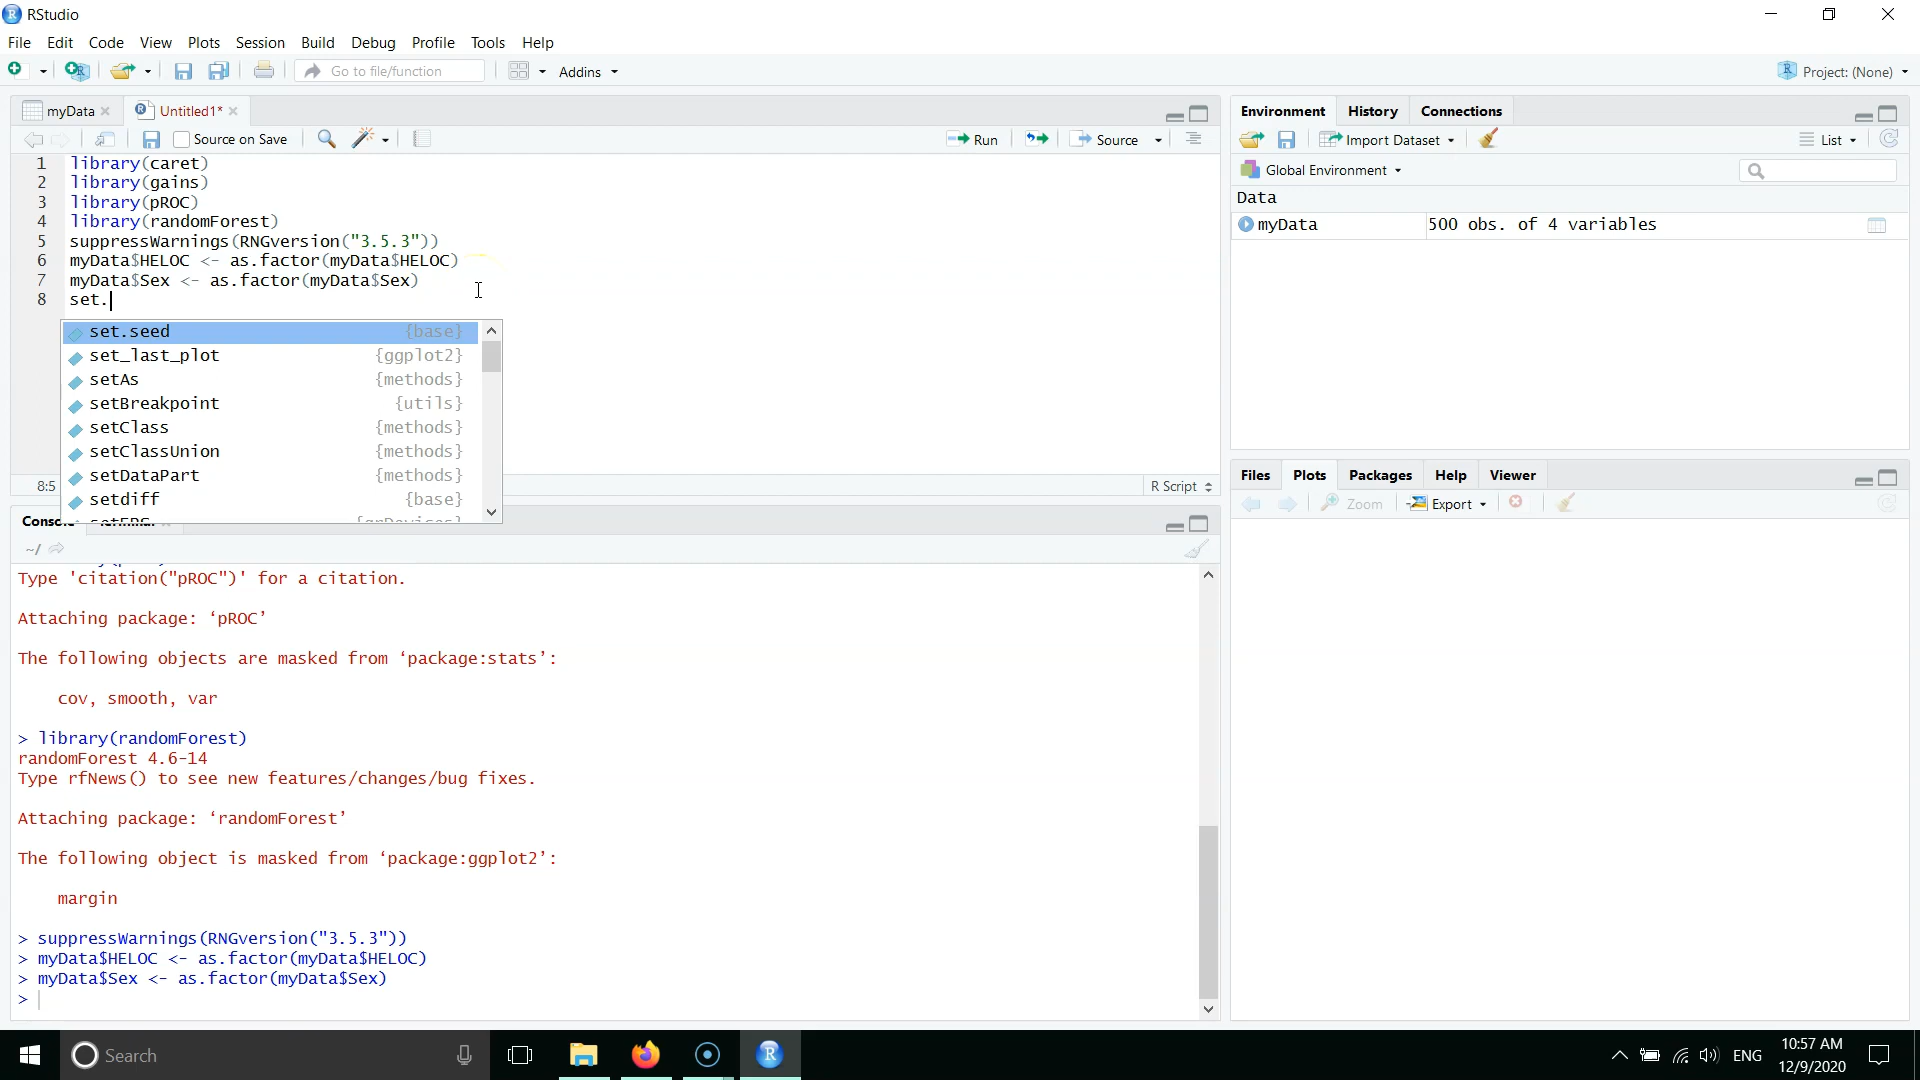 RStudio
File Edit Code View Plots Session Build Debug Profile Tools Help
Go to file/function Addins Project: (None)
myData Untitled1*
Source on Save Run Source
1 library(caret)
2 library(gains)
3 library(pROC)
4 library(randomForest)
5 suppressWarnings(RNGversion("3.5.3"))
6 myData$HELOC <- as.factor(myData$HELOC)
7 myData$Sex <- as.factor(myData$Sex)
8 set.
set.seed {base}
set_last_plot {ggplot2}
setAs {methods}
setBreakpoint {utils}
setClass {methods}
setClassUnion {methods}
setDataPart {methods}
setdiff {base}
8:5 R Script
Console
~/
Type 'citation("pROC")' for a citation.
Attaching package: ‘pROC’
The following objects are masked from ‘package:stats’:
cov, smooth, var
> library(randomForest)
randomForest 4.6-14
Type rfNews() to see new features/changes/bug fixes.
Attaching package: ‘randomForest’
The following object is masked from ‘package:ggplot2’:
margin
> suppressWarnings(RNGversion("3.5.3"))
> myData$HELOC <- as.factor(myData$HELOC)
> myData$Sex <- as.factor(myData$Sex)
>
Environment History Connections
Import Dataset List
Global Environment
Data
myData 500 obs. of 4 variables
Files Plots Packages Help Viewer
Zoom Export
Search
ENG
10:57 AM
12/9/2020